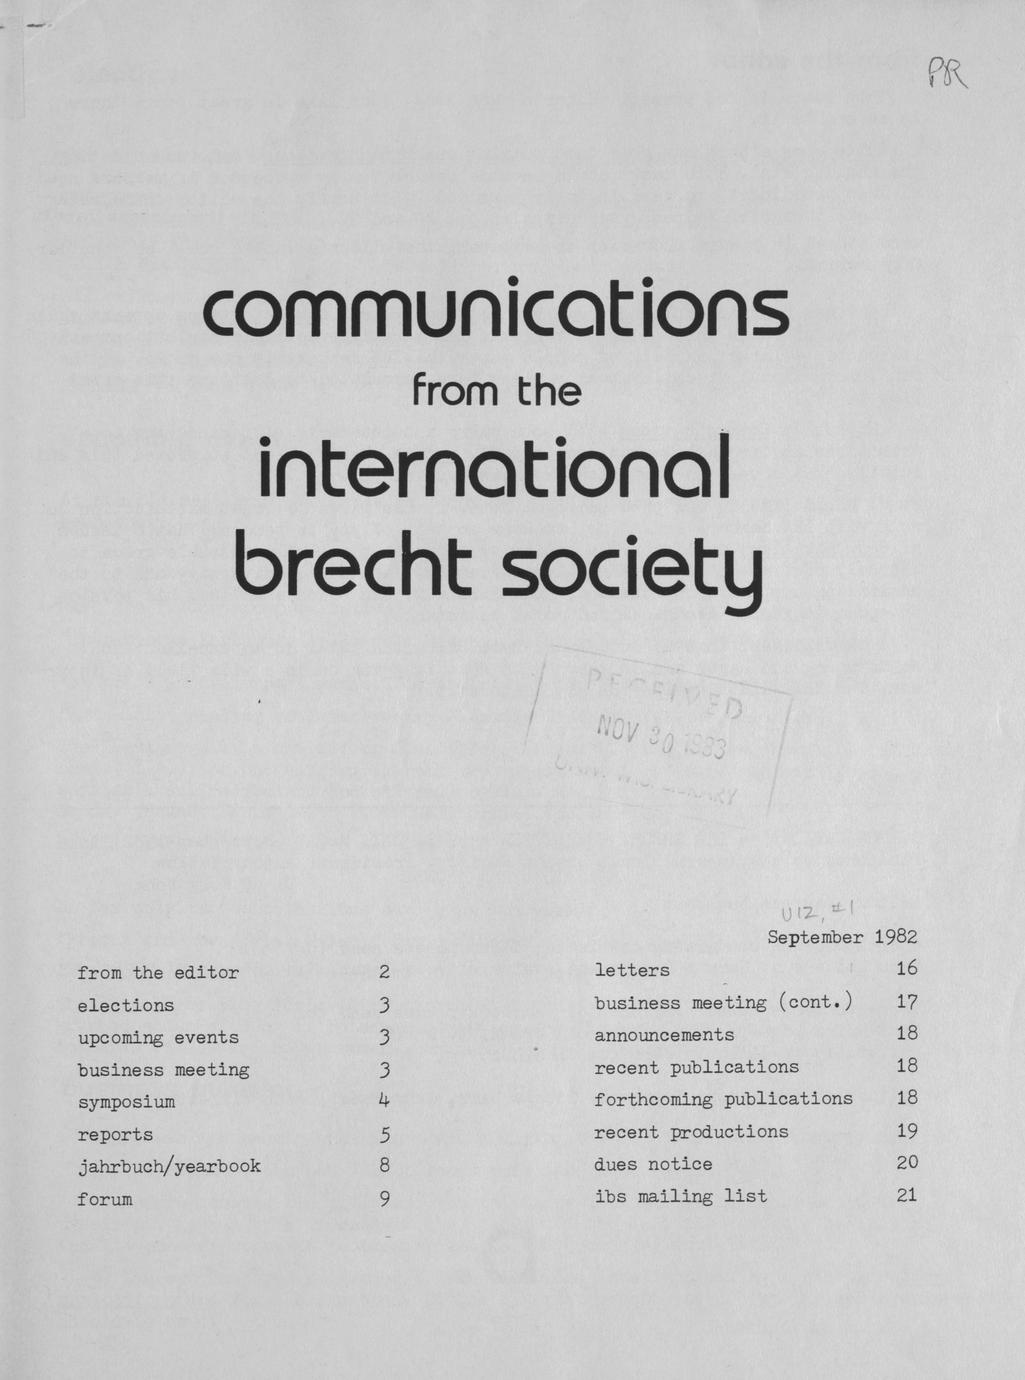 PR
communications
from the
international
brecht society
RECEIVED
NOV 30 1983
LIBRARY
V12, #1
September 1982
from the editor 2
elections 3
upcoming events 3
business meeting 3
symposium 4
reports 5
jahrbuch/yearbook 8
forum 9
letters 16
business meeting (cont.) 17
announcements 18
recent publications 18
forthcoming publications 18
recent productions 19
dues notice 20
ibs mailing list 21